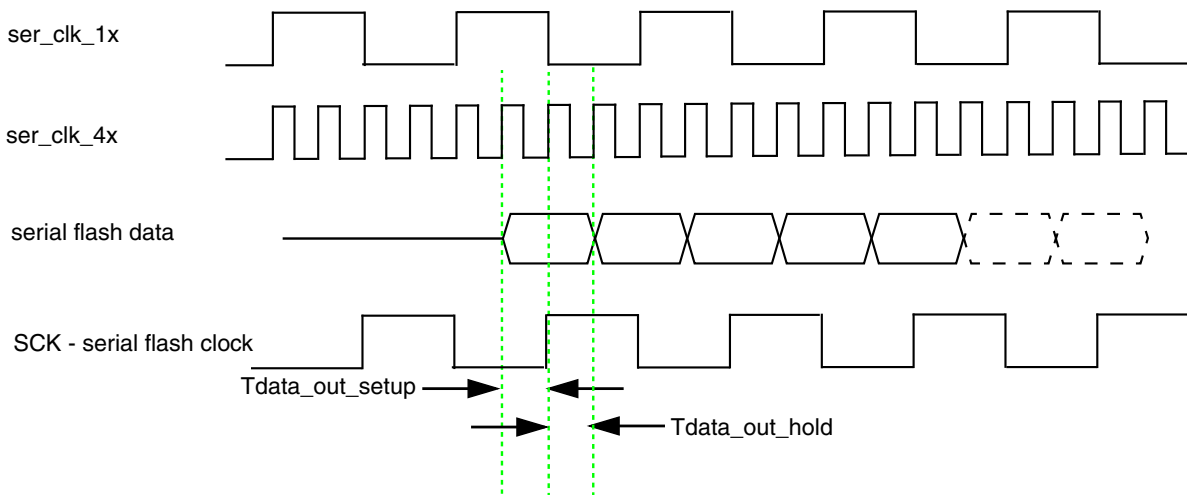 ser_clk_1x
ser_clk_4x
serial flash data
SCK - serial flash clock
Tdata_out_setup
Tdata_out_hold